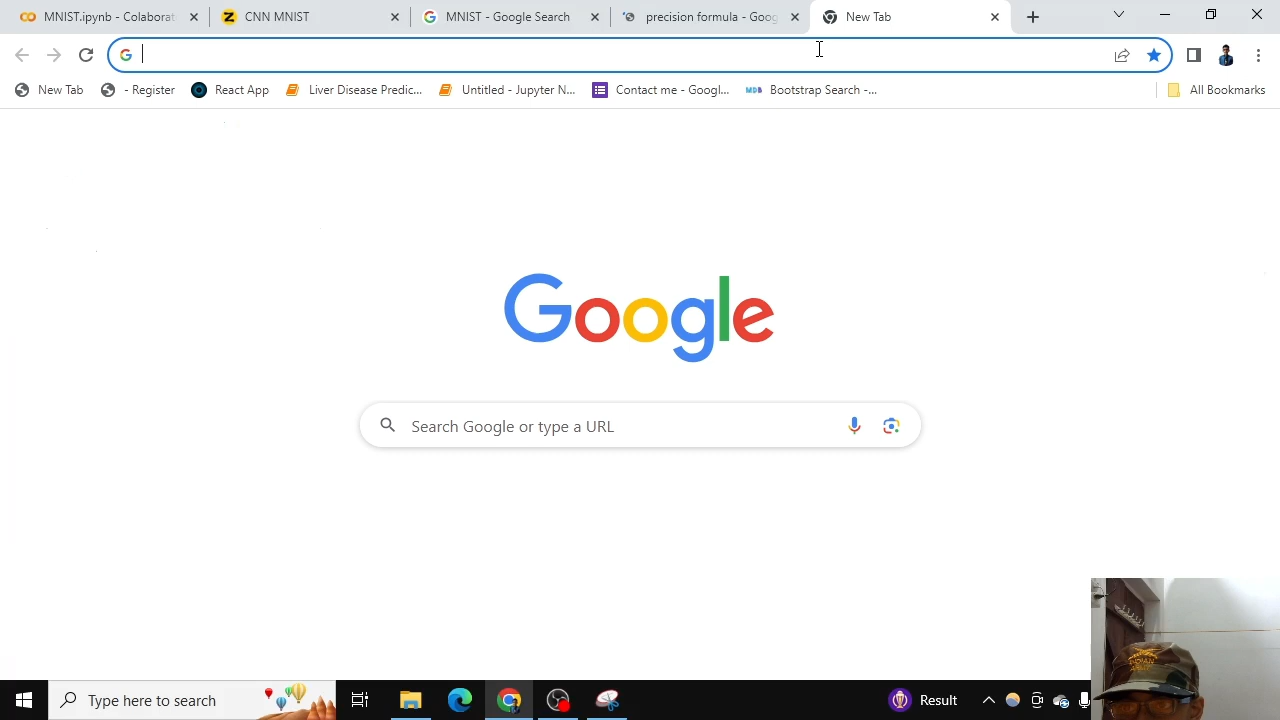 MNIST.ipynb - Colaborat
CNN MNIST
MNIST - Google Search
precision formula - Goog
New Tab
New Tab
- Register
React App
Liver Disease Predic...
Untitled - Jupyter N...
Contact me - Googl...
MDB
Bootstrap Search -...
All Bookmarks
Google
Search Google or type a URL
INDIAN
Type here to search
Result